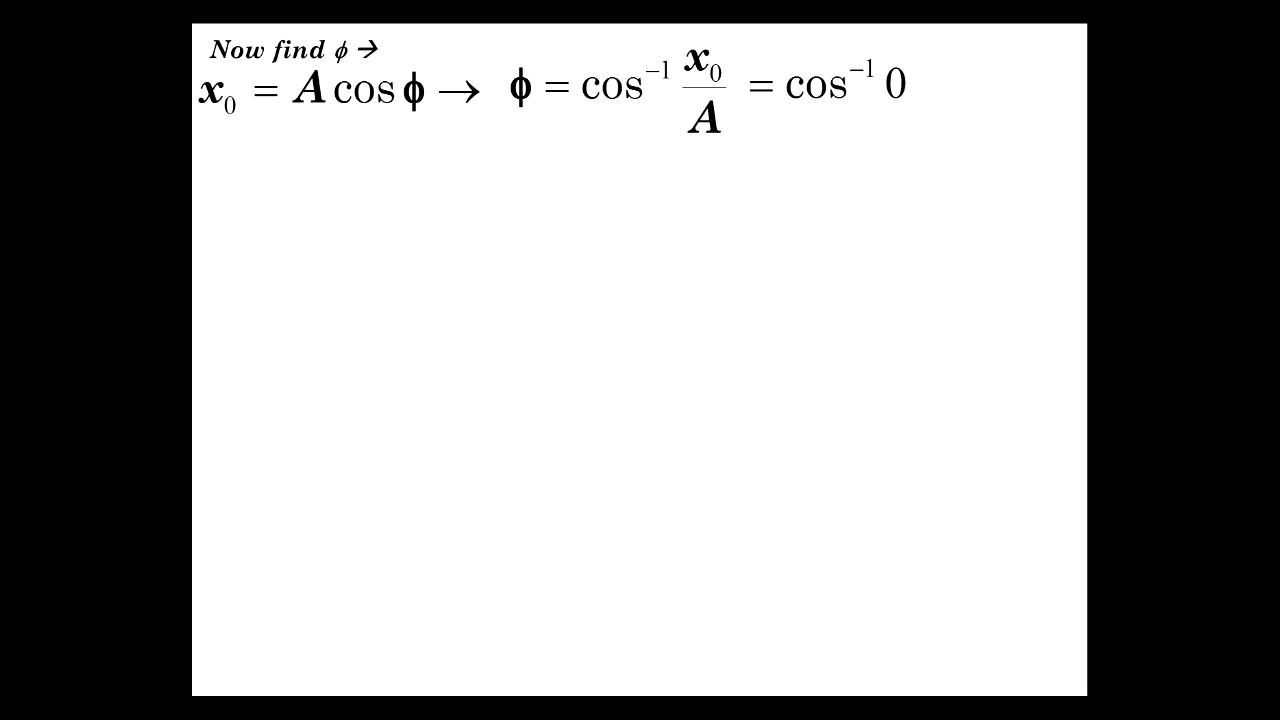 Now find ϕ →
x₀ = A cos ϕ → ϕ = cos⁻¹ x₀/A = cos⁻¹ 0